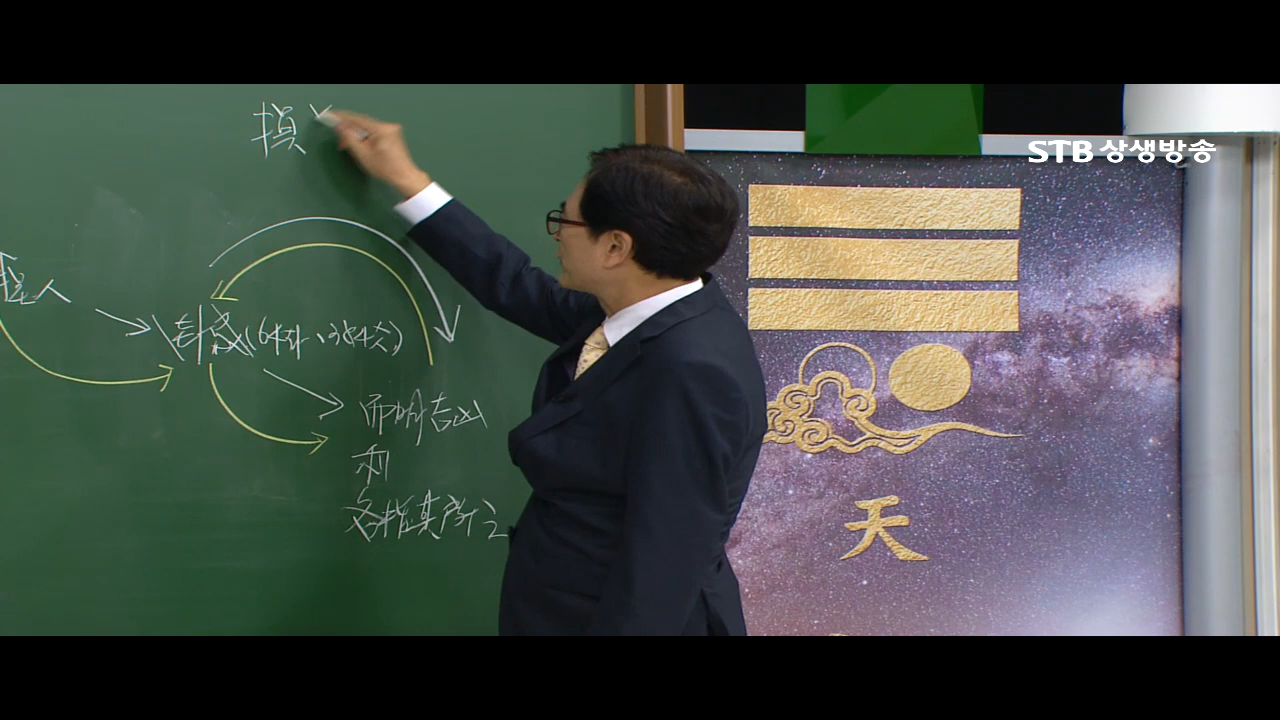 損
STB 상생방송
人
卦 (64卦、384爻)
而明吉凶
利
各指其所之
天